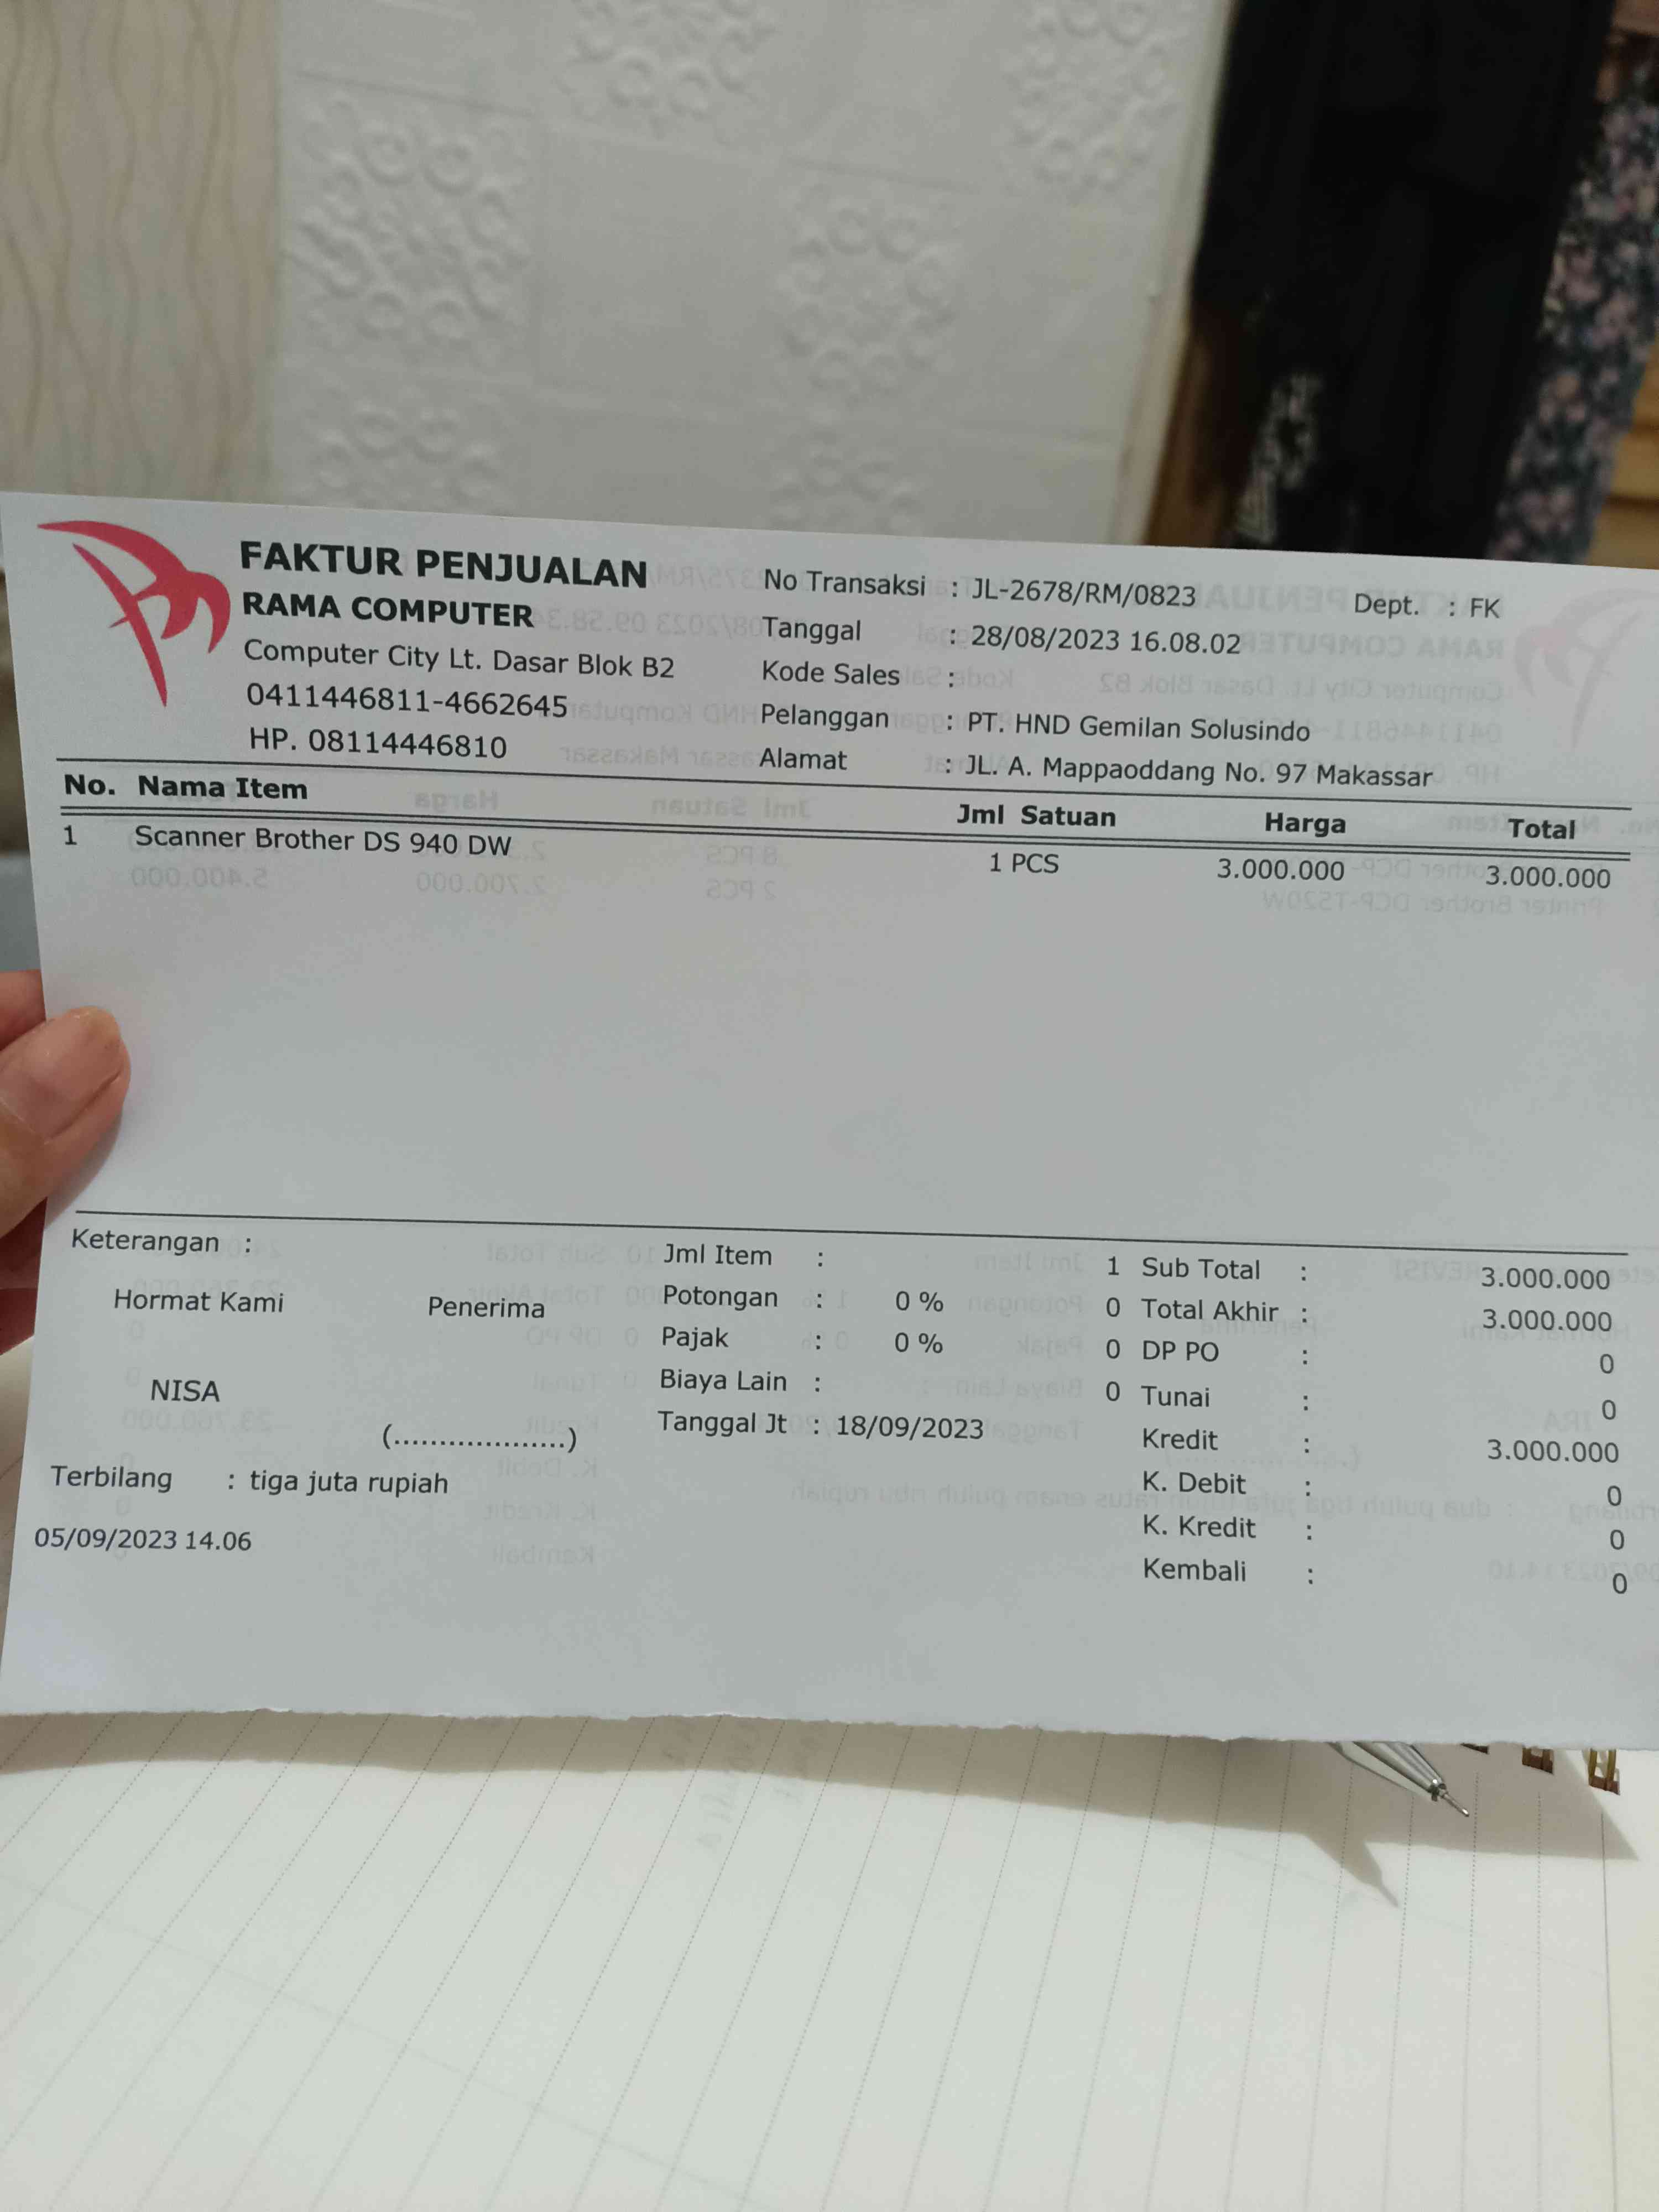 FAKTUR PENJUALAN
RAMA COMPUTER
Computer City Lt. Dasar Blok B2
0411446811-4662645
HP. 08114446810
No Transaksi : JL-2678/RM/0823 Dept. : FK
Tanggal : 28/08/2023 16.08.02
Kode Sales :
Pelanggan : PT. HND Gemilan Solusindo
Alamat : JL. A. Mappaoddang No. 97 Makassar
No. Nama Item Jml Satuan Harga Total
1 Scanner Brother DS 940 DW 1 PCS 3.000.000 3.000.000
Keterangan :
Hormat Kami Penerima
NISA
(...................)
Jml Item : 1
Potongan : 0 % 0
Pajak : 0 % 0
Biaya Lain : 0
Tanggal Jt : 18/09/2023
Sub Total : 3.000.000
Total Akhir : 3.000.000
DP PO : 0
Tunai : 0
Kredit : 3.000.000
K. Debit : 0
K. Kredit : 0
Kembali : 0
Terbilang : tiga juta rupiah
05/09/2023 14.06